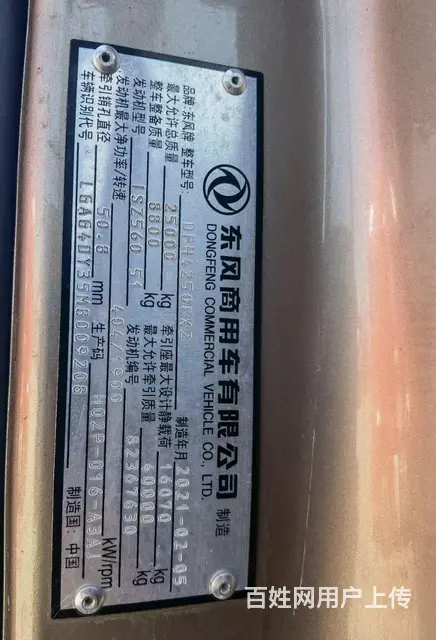 东风商用车有限公司 制造
DONGFENG COMMERCIAL VEHICLE CO., LTD.
品牌:东风牌 整车型号: DFH4250DX2 制造年月 2021-02-05
最大允许总质量 25000 kg 牵引座最大设计静载荷 16070 kg
整车整备质量 8800 kg 最大允许牵引质量 40000 kg
发动机型号 ISZ560 51 发动机编号 82367630
发动机最大净功率/转速 404/1900 kW/rpm
牵引销孔直径 50.8 mm 生产码
车辆识别代号 制造国: 中国
百姓网用户上传